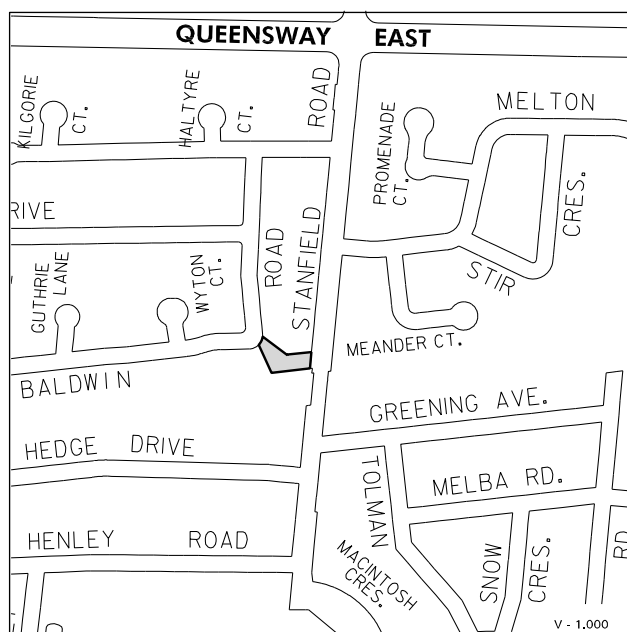 QUEENSWAY EAST
KILGORIE
CT.
HALTYRE
CT.
ROAD
PROMENADE
CT.
MELTON
CRES.
RIVE
ROAD
STANFIELD
GUTHRIE
LANE
WYTON
CT.
STIR
MEANDER CT.
BALDWIN
GREENING AVE.
HEDGE DRIVE
TOLMAN
MELBA RD.
HENLEY ROAD
MACINTOSH
CRES.
SNOW
CRES.
RD
V - 1.000